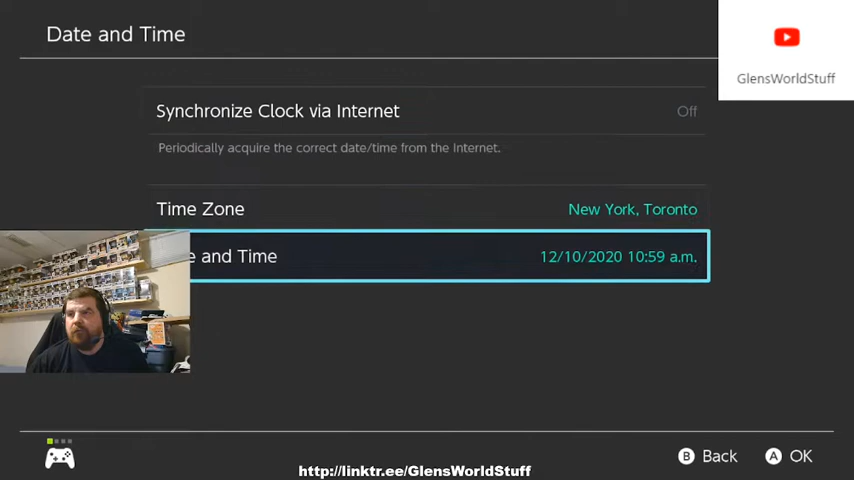 Date and Time
GlensWorldStuff
Synchronize Clock via Internet Off
Periodically acquire the correct date/time from the Internet.
Time Zone New York, Toronto
e and Time 12/10/2020 10:59 a.m.
B Back A OK
http://linktr.ee/GlensWorldStuff